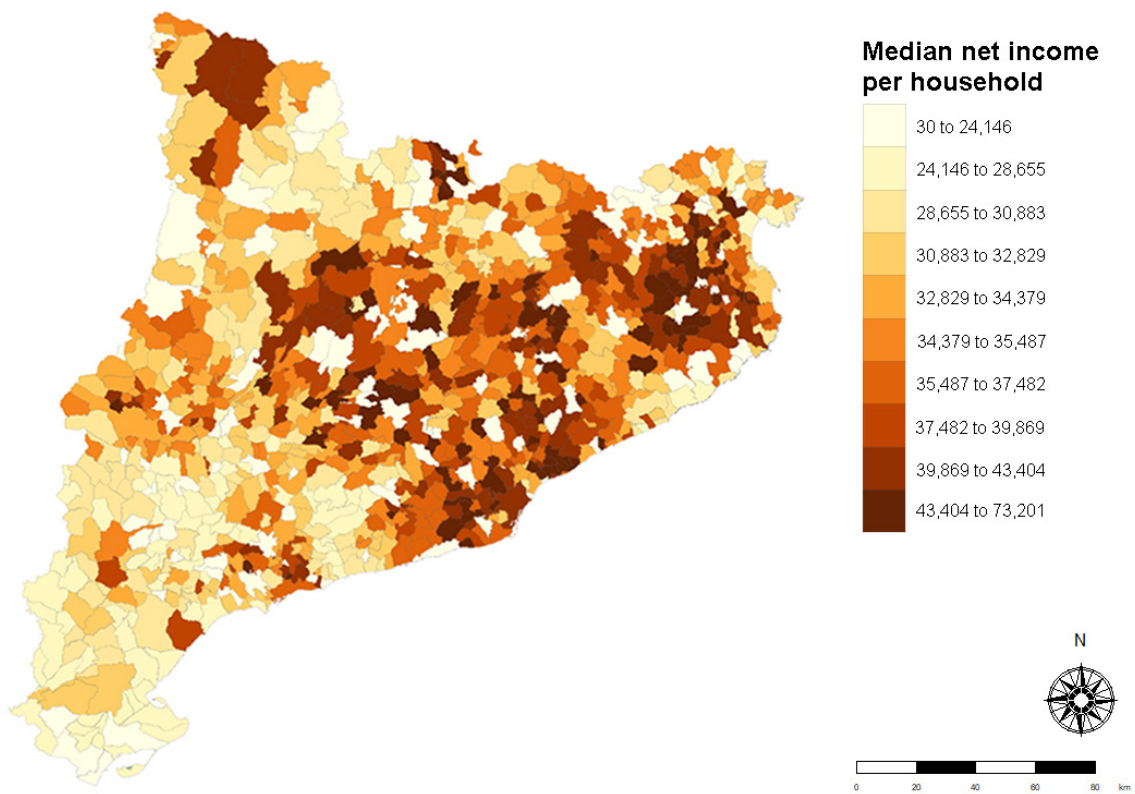 Median net income
per household
30 to 24,146
24,146 to 28,655
28,655 to 30,883
30,883 to 32,829
32,829 to 34,379
34,379 to 35,487
35,487 to 37,482
37,482 to 39,869
39,869 to 43,404
43,404 to 73,201
N
0 20 40 60 80 km